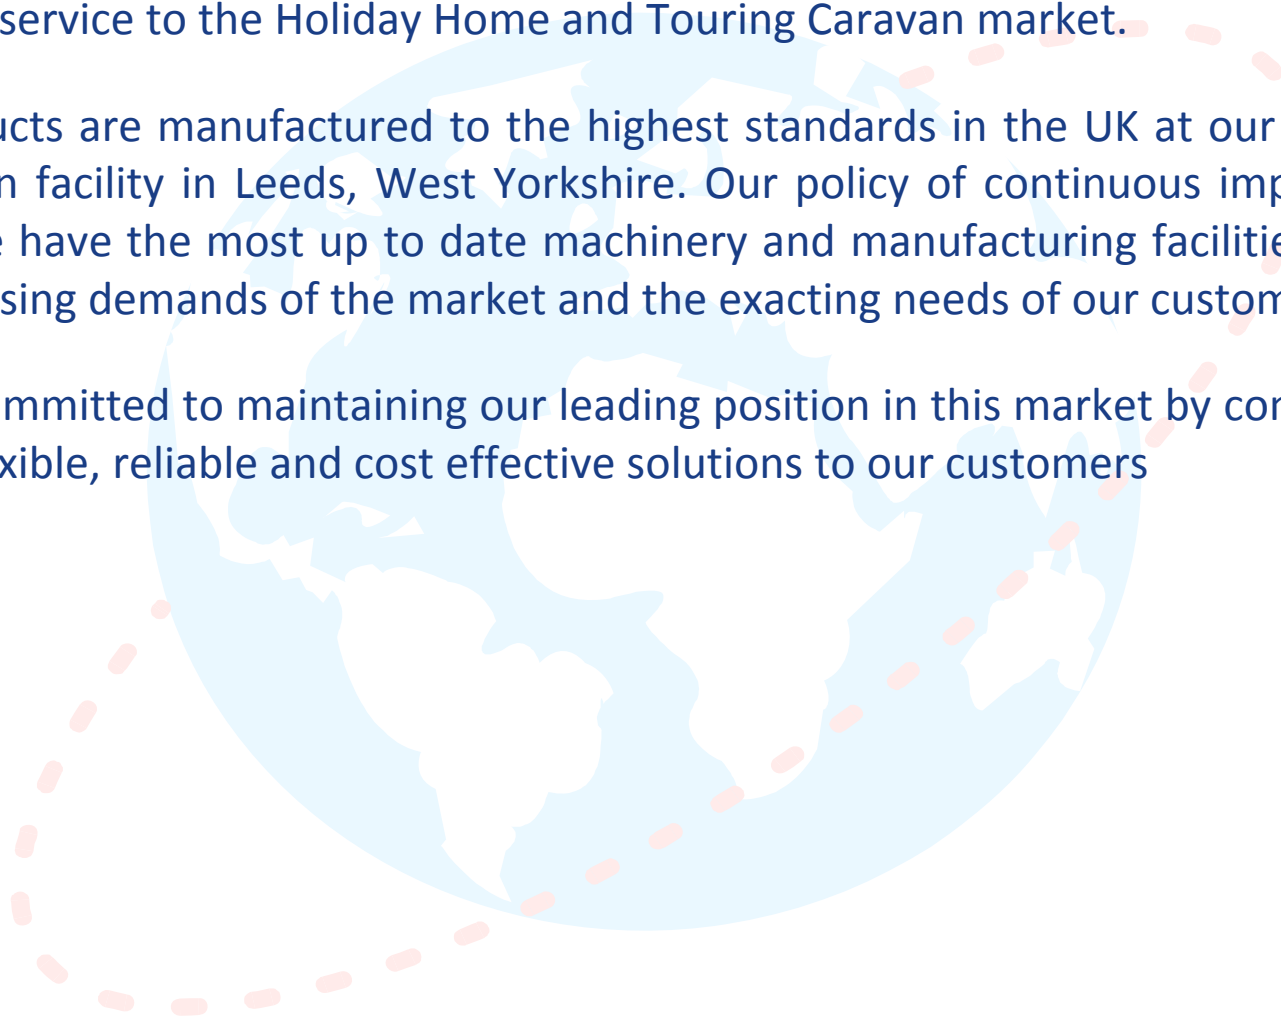 service to the Holiday Home and Touring Caravan market.
ucts are manufactured to the highest standards in the UK at our
n facility in Leeds, West Yorkshire. Our policy of continuous imp
e have the most up to date machinery and manufacturing facilitie
sing demands of the market and the exacting needs of our custom
mmitted to maintaining our leading position in this market by con
xible, reliable and cost effective solutions to our customers